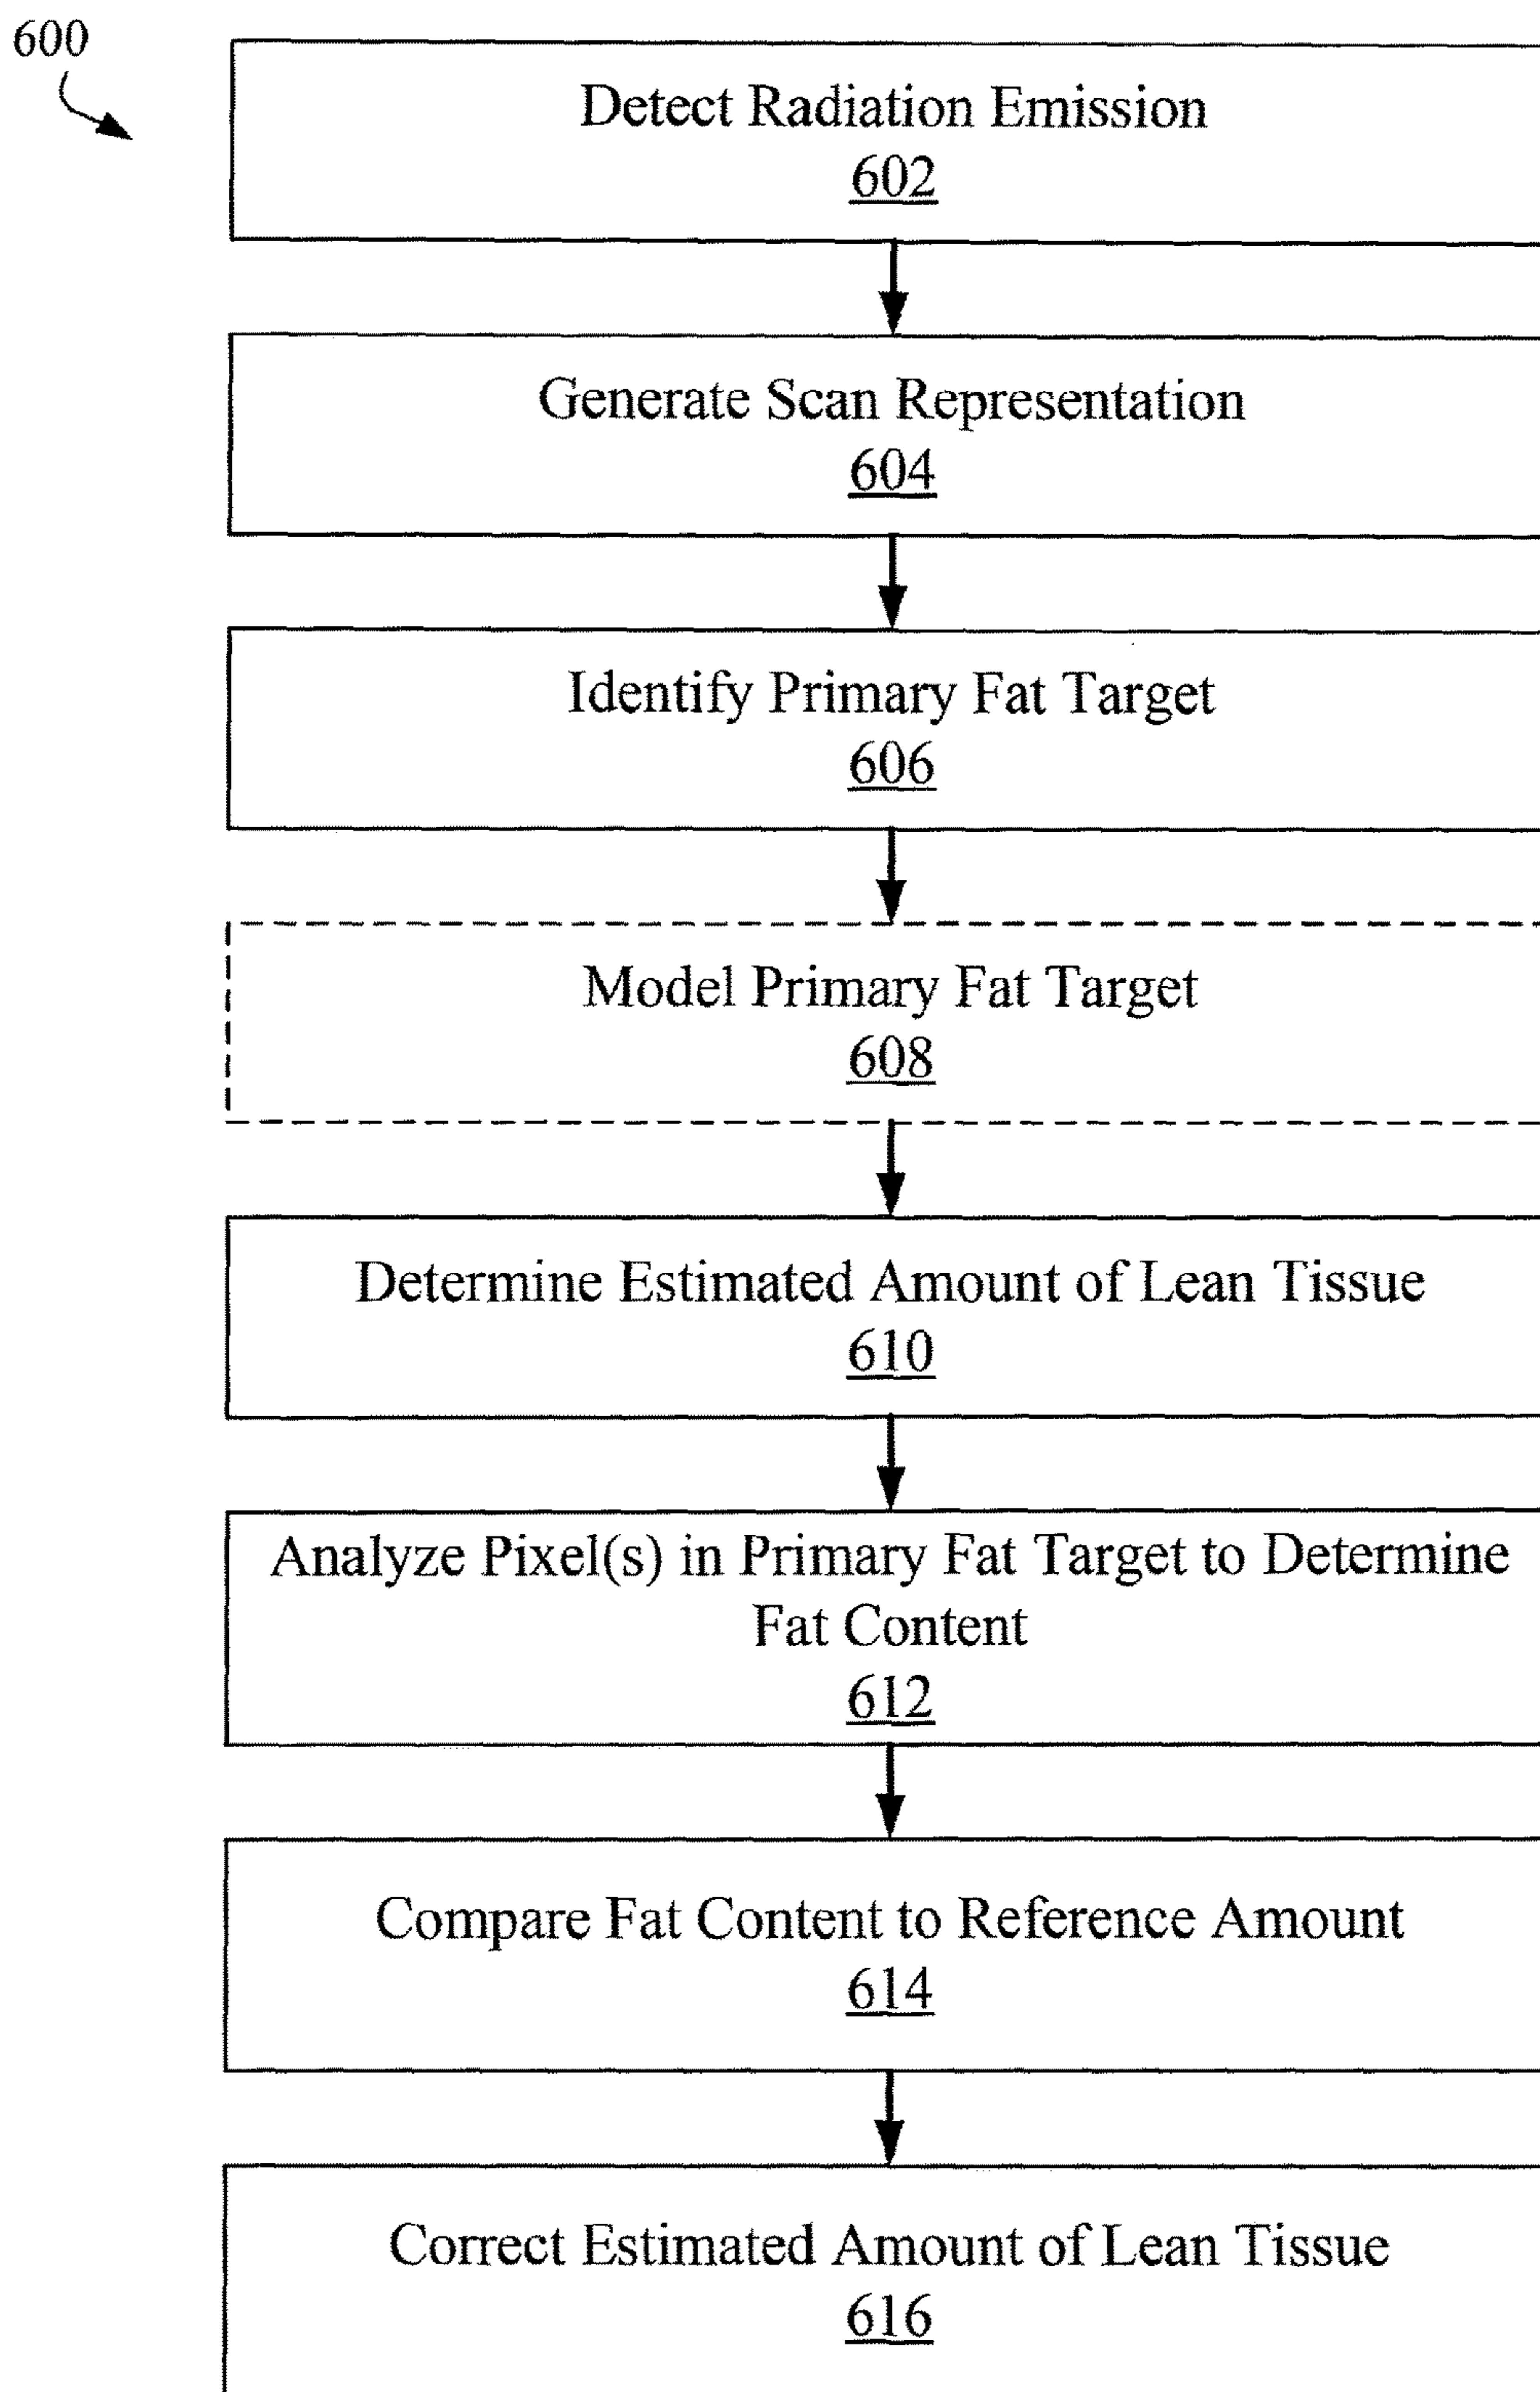 600
Detect Radiation Emission
602
Generate Scan Representation
604
Identify Primary Fat Target
606
Model Primary Fat Target
608
Determine Estimated Amount of Lean Tissue
610
Analyze Pixel(s) in Primary Fat Target to Determine
Fat Content
612
Compare Fat Content to Reference Amount
614
Correct Estimated Amount of Lean Tissue
616